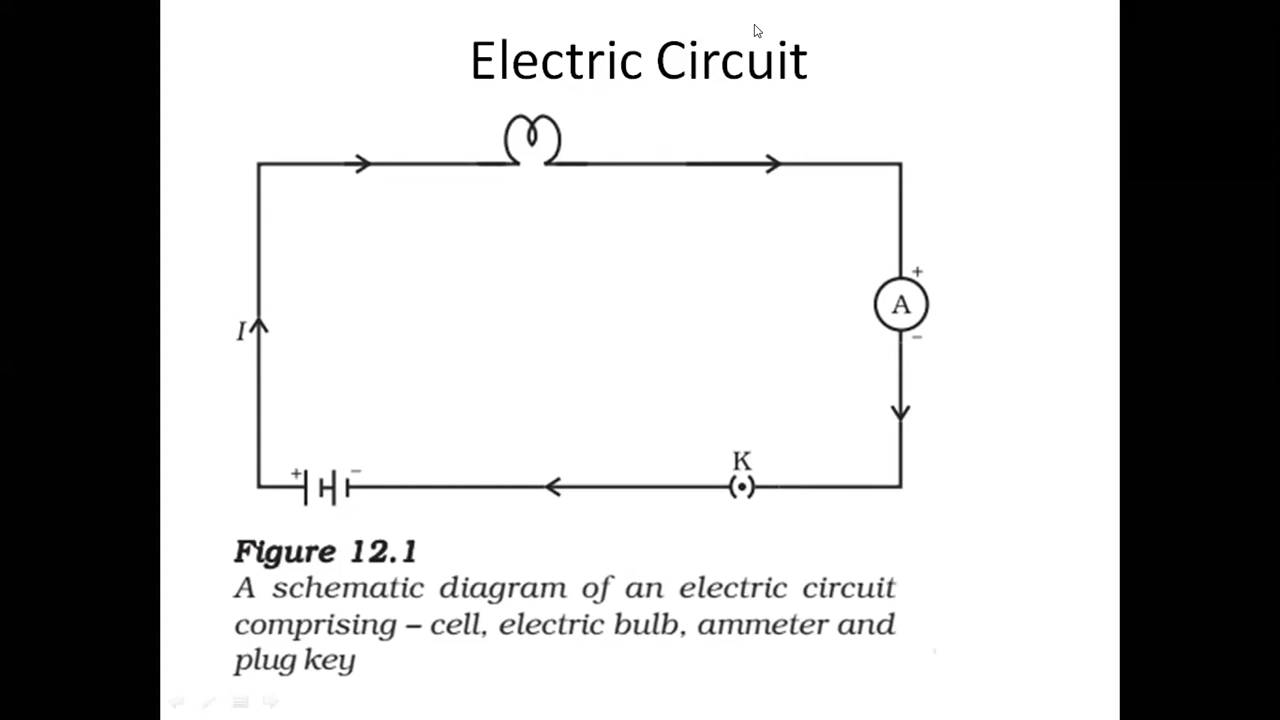 Electric Circuit
+
A
−
I
K
+ −
Figure 12.1
A schematic diagram of an electric circuit
comprising – cell, electric bulb, ammeter and
plug key